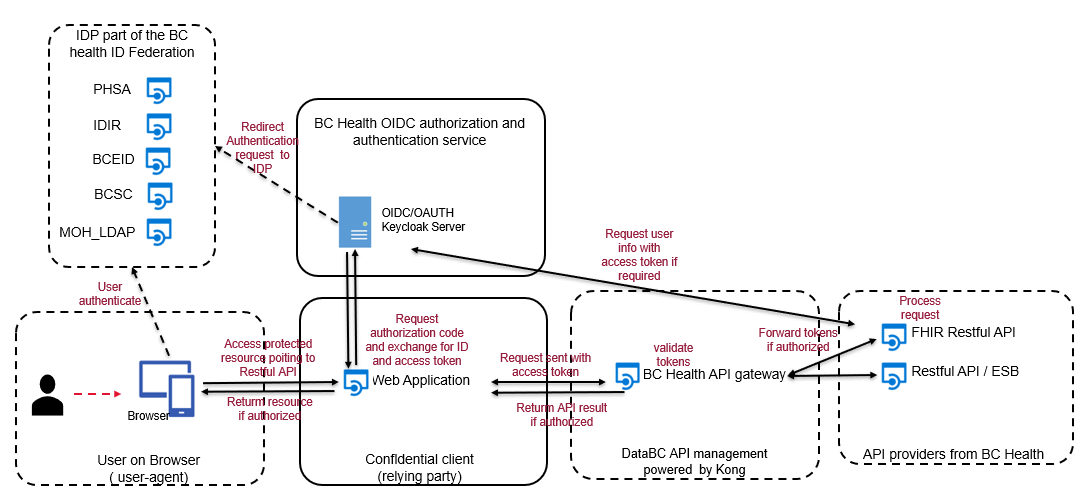 IDP part of the BC
health ID Federation
PHSA
IDIR
BCEID
BCSC
MOH_LDAP
Redirect
Authentication
request to
IDP
BC Health OIDC authorization and
authentication service
OIDC/OAUTH
Keycloak Server
User
authenticate
Request user
info with
access token if
required
Access protected
resource poiting to
Restful API
Returm resource
if authorized
Browser
User on Browser
( user-agent)
Request
authorization code
and exchange for ID
and access token
Web Application
Confidential client
(relying party)
Request sent with
access token
Returm API result
if authorized
validate
tokens
BC Health API gateway
DataBC API management
powered by Kong
Forward tokens
if authorized
Process
request
FHIR Restful API
Restful API / ESB
API providers from BC Health